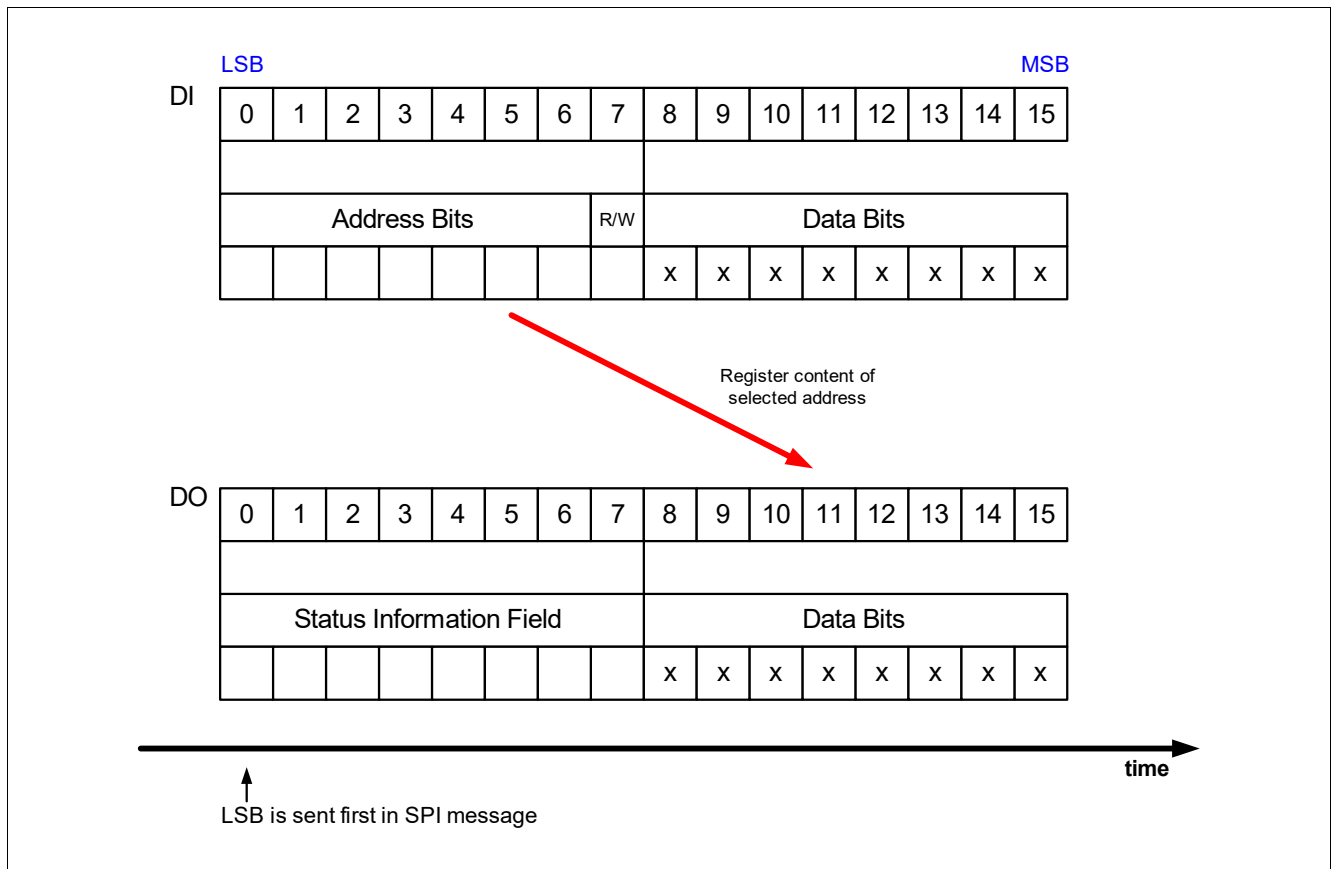 LSB MSB
DI 0 1 2 3 4 5 6 7 8 9 10 11 12 13 14 15
Address Bits R/W Data Bits
x x x x x x x x
Register content of
selected address
DO 0 1 2 3 4 5 6 7 8 9 10 11 12 13 14 15
Status Information Field Data Bits
x x x x x x x x
time
LSB is sent first in SPI message